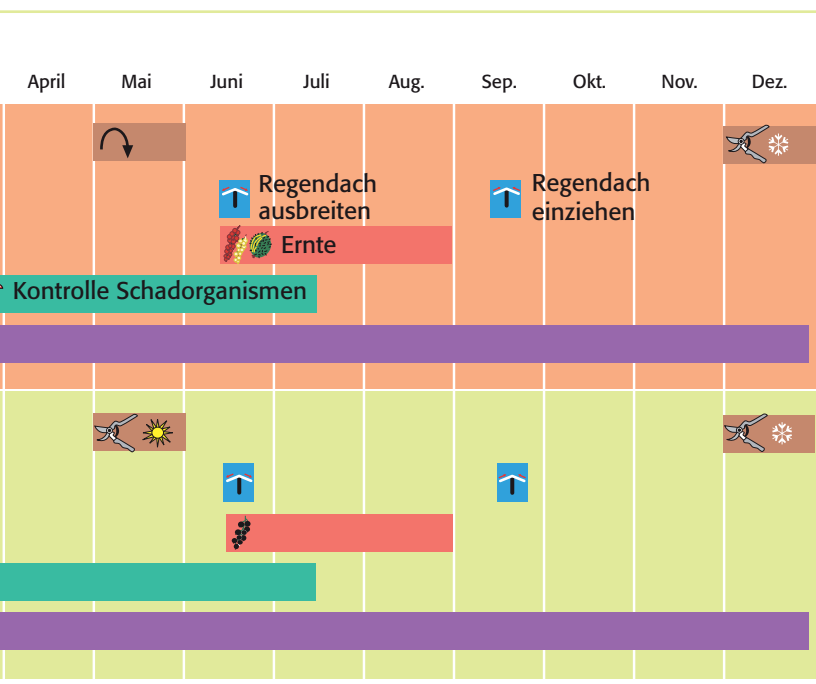 April Mai Juni Juli Aug. Sep. Okt. Nov. Dez.
Regendach
ausbreiten
Regendach
einziehen
Ernte
Kontrolle Schadorganismen